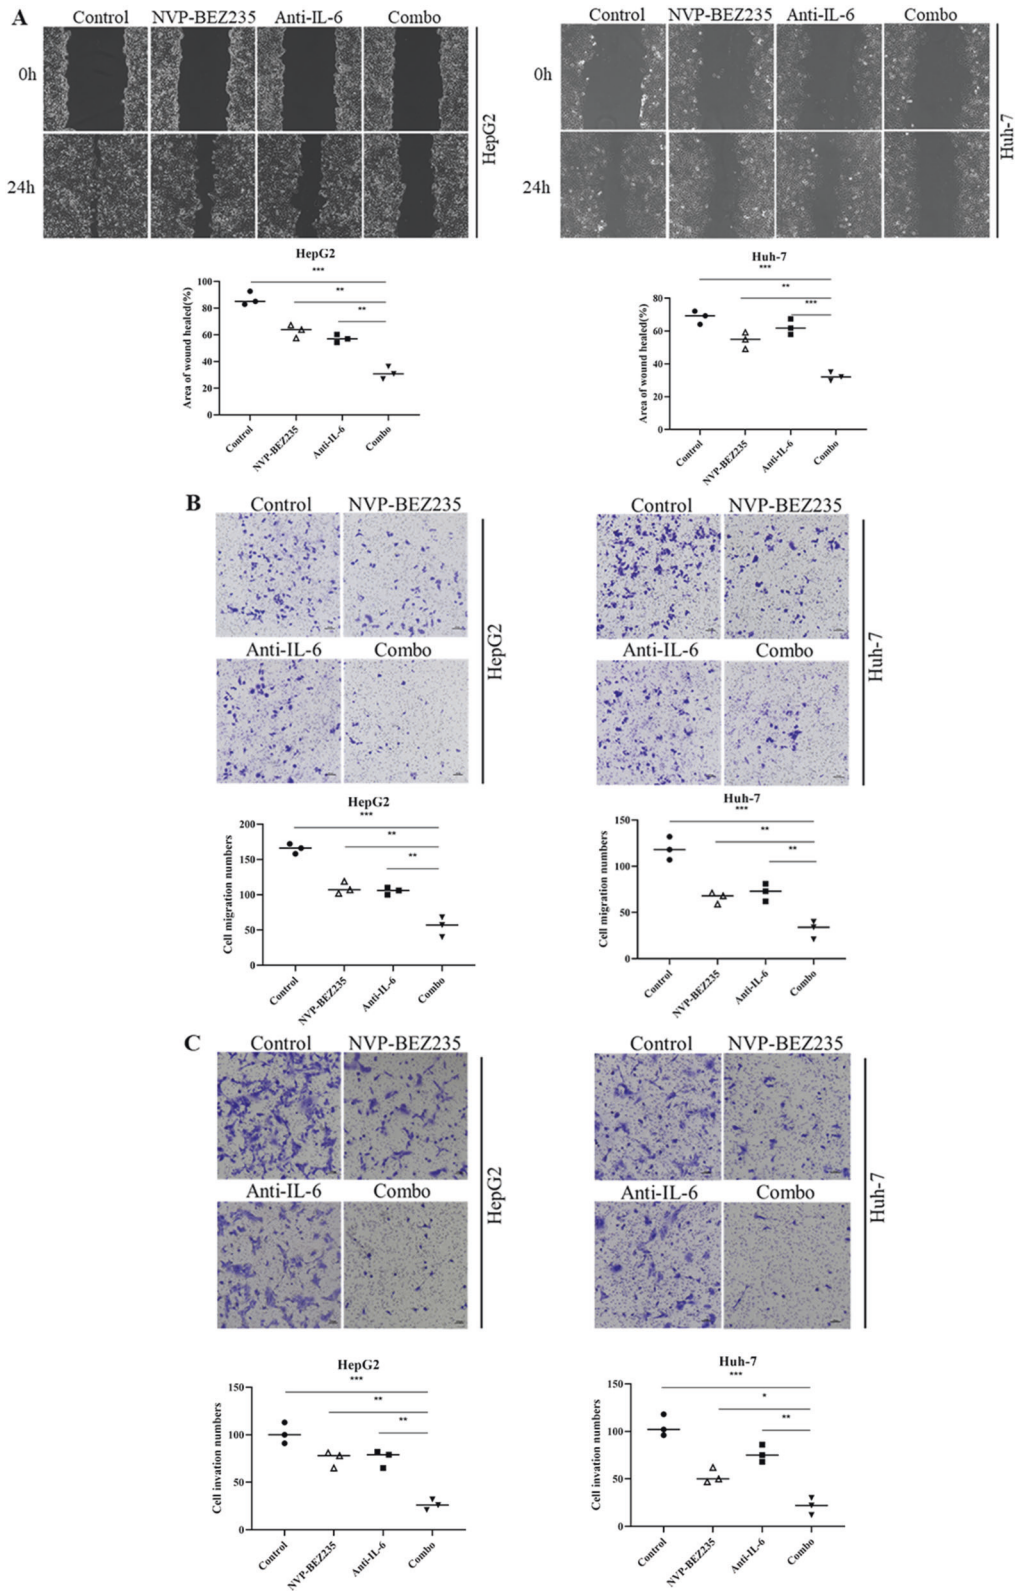 A
Control NVP-BEZ235 Anti-IL-6 Combo
0h
24h
HepG2
Control NVP-BEZ235 Anti-IL-6 Combo
0h
24h
Huh-7
HepG2
***
**
**
Area of wound healed(%)
100
80
60
40
20
0
Control NVP-BEZ235 Anti-IL-6 Combo
Huh-7
***
**
***
Area of wound healed(%)
80
60
40
20
0
Control NVP-BEZ235 Anti-IL-6 Combo
B
Control NVP-BEZ235
Anti-IL-6 Combo
HepG2
Control NVP-BEZ235
Anti-IL-6 Combo
Huh-7
HepG2
***
**
**
Cell migration numbers
200
150
100
50
0
Control NVP-BEZ235 Anti-IL-6 Combo
Huh-7
***
**
**
Cell migration numbers
150
100
50
0
Control NVP-BEZ235 Anti-IL-6 Combo
C
Control NVP-BEZ235
Anti-IL-6 Combo
HepG2
Control NVP-BEZ235
Anti-IL-6 Combo
Huh-7
HepG2
***
**
**
Cell invation numbers
150
100
50
0
Control NVP-BEZ235 Anti-IL-6 Combo
Huh-7
***
*
**
Cell invation numbers
150
100
50
0
Control NVP-BEZ235 Anti-IL-6 Combo